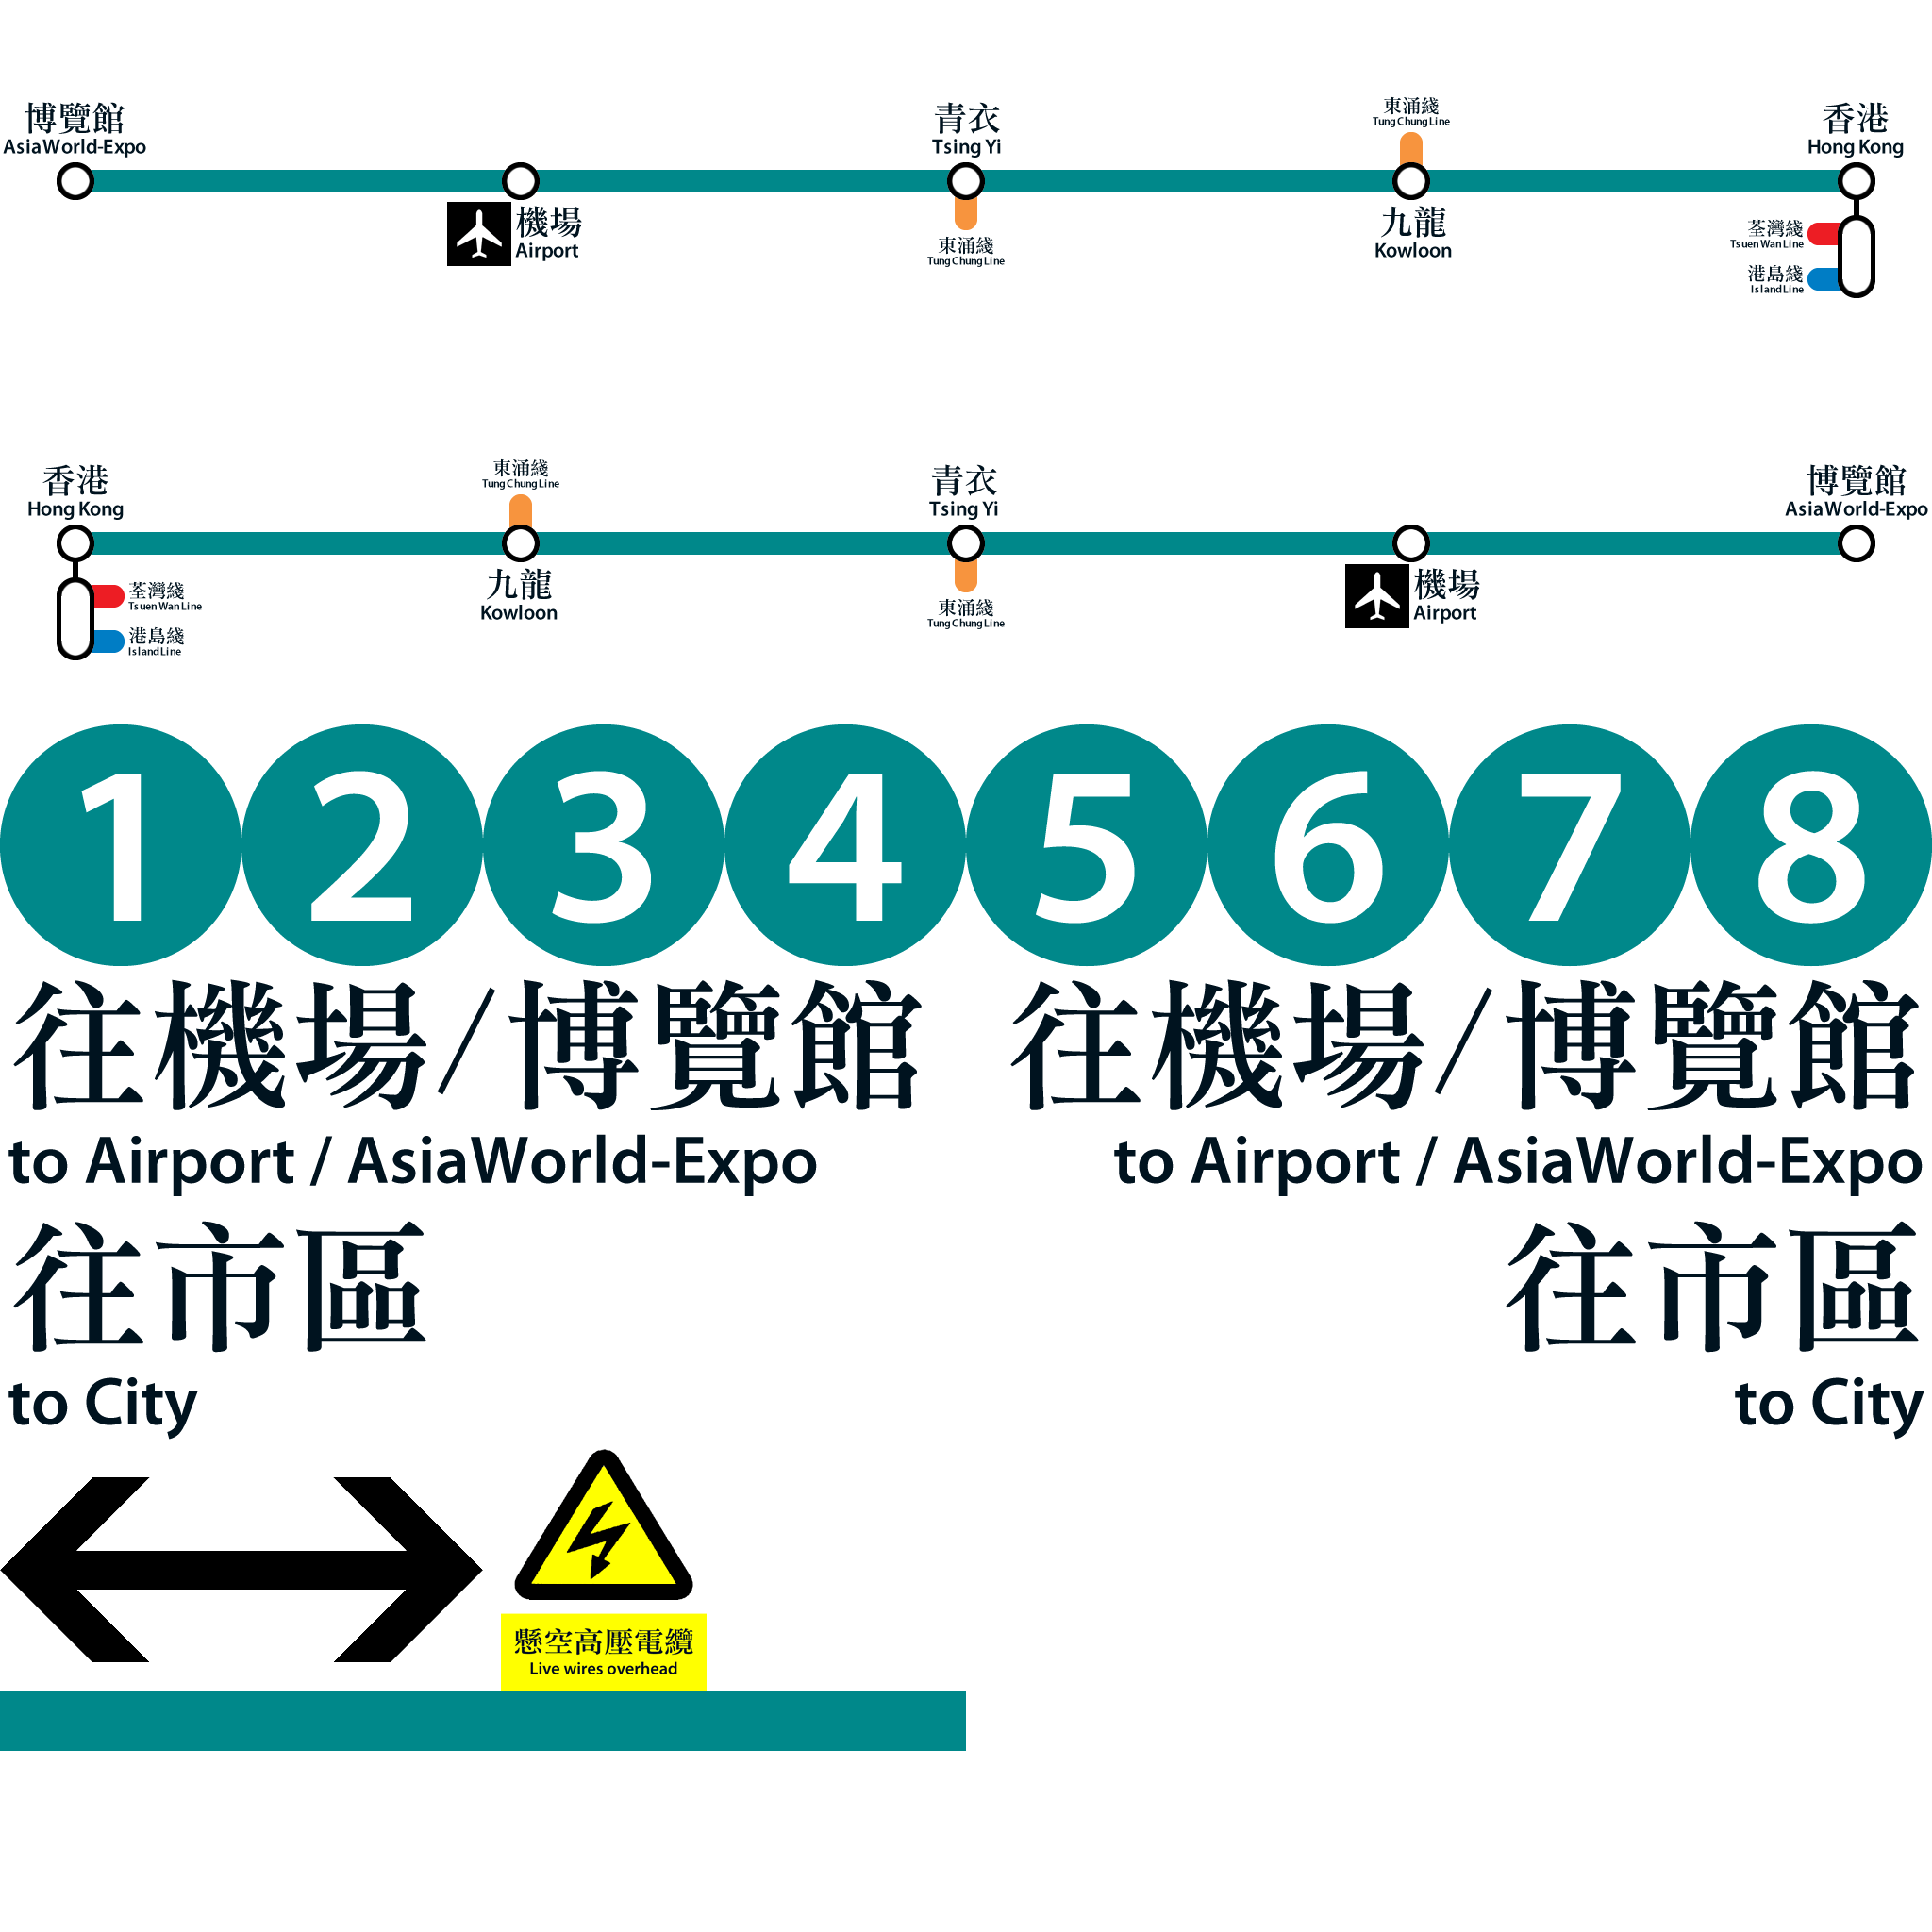 博覽館
AsiaWorld-Expo
機場
Airport
青衣
Tsing Yi
東涌綫
Tung Chung Line
東涌綫
Tung Chung Line
九龍
Kowloon
香港
Hong Kong
荃灣綫
Tsuen Wan Line
港島綫
Island Line
香港
Hong Kong
荃灣綫
Tsuen Wan Line
港島綫
Island Line
東涌綫
Tung Chung Line
九龍
Kowloon
青衣
Tsing Yi
東涌綫
Tung Chung Line
機場
Airport
博覽館
AsiaWorld-Expo
1 2 3 4 5 6 7 8
往機場/博覽館
to Airport / AsiaWorld-Expo
往機場/博覽館
to Airport / AsiaWorld-Expo
往市區
to City
往市區
to City
懸空高壓電纜
Live wires overhead